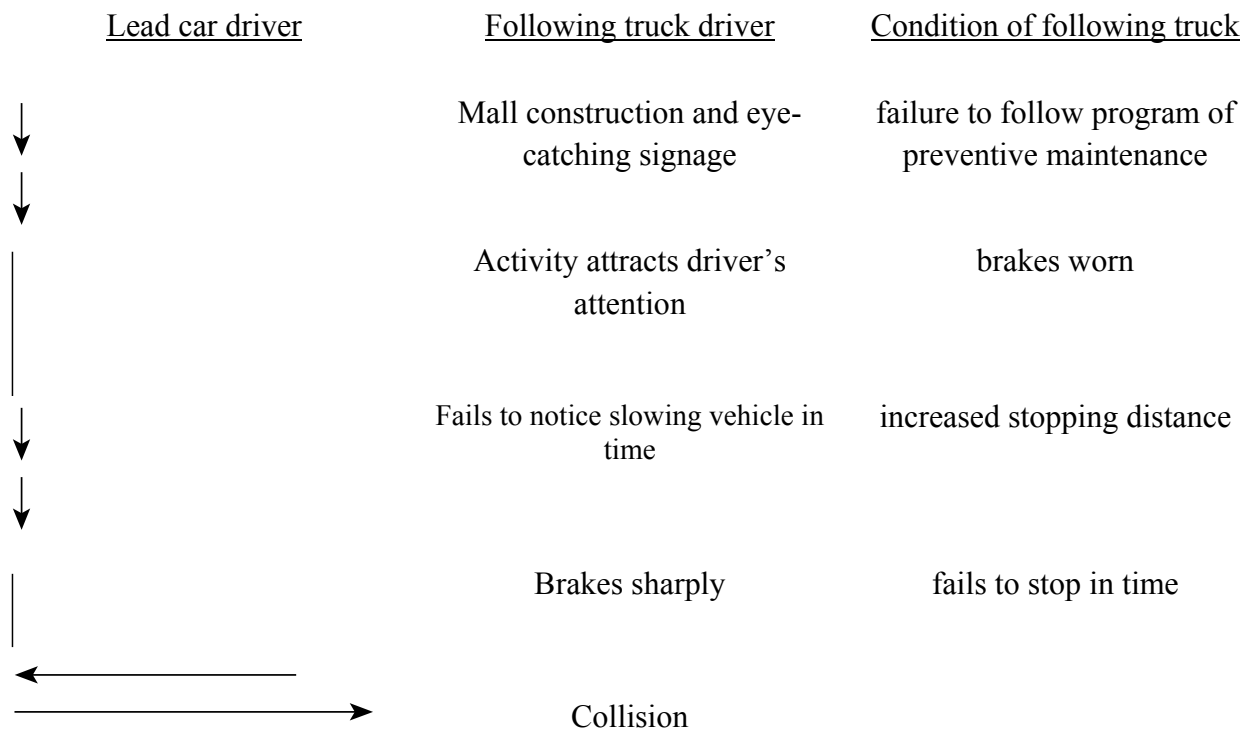 Lead car driver
Following truck driver
Condition of following truck
Mall construction and eye-
catching signage
failure to follow program of
preventive maintenance
Activity attracts driver’s
attention
brakes worn
Fails to notice slowing vehicle in
time
increased stopping distance
Brakes sharply
fails to stop in time
Collision